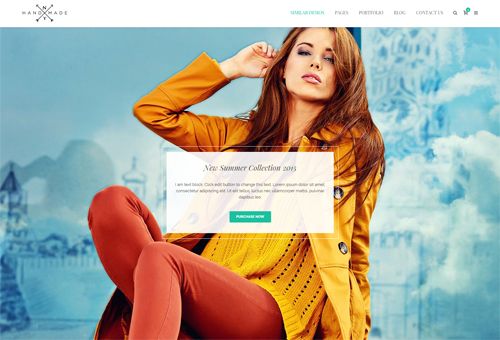 N
HANDMADE
Y
SIMILAR DEMOS PAGES PORTFOLIO BLOG CONTACT US
New Summer Collection 2015
I am text block. Click edit button to change this text. Lorem ipsum dolor sit amet,
consectetur adipiscing elit. Ut elit tellus, luctus nec ullamcorper mattis, pulvinar
dapibus leo.
PURCHASE NOW